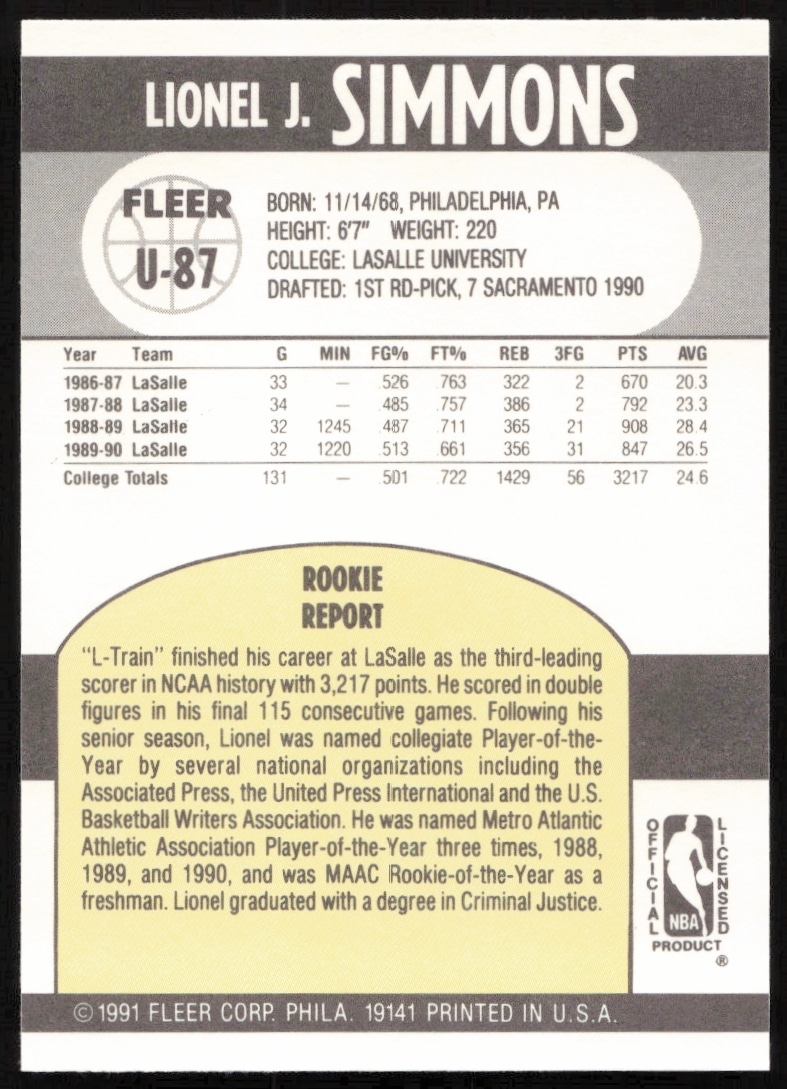 LIONEL J. SIMMONS
FLEER
U-87
BORN: 11/14/68, PHILADELPHIA, PA
HEIGHT: 6'7" WEIGHT: 220
COLLEGE: LASALLE UNIVERSITY
DRAFTED: 1ST RD-PICK, 7 SACRAMENTO 1990
Year Team G MIN FG% FT% REB 3FG PTS AVG
1986-87 LaSalle 33 — .526 .763 322 2 670 20.3
1987-88 LaSalle 34 — .485 .757 386 2 792 23.3
1988-89 LaSalle 32 1245 .487 .711 365 21 908 28.4
1989-90 LaSalle 32 1220 .513 .661 356 31 847 26.5
College Totals 131 — .501 .722 1429 56 3217 24.6
ROOKIE
REPORT
"L-Train" finished his career at LaSalle as the third-leading
scorer in NCAA history with 3,217 points. He scored in double
figures in his final 115 consecutive games. Following his
senior season, Lionel was named collegiate Player-of-the-
Year by several national organizations including the
Associated Press, the United Press International and the U.S.
Basketball Writers Association. He was named Metro Atlantic
Athletic Association Player-of-the-Year three times, 1988,
1989, and 1990, and was MAAC Rookie-of-the-Year as a
freshman. Lionel graduated with a degree in Criminal Justice.
OFFICIAL
LICENSED
NBA
PRODUCT
®
© 1991 FLEER CORP. PHILA. 19141 PRINTED IN U.S.A.